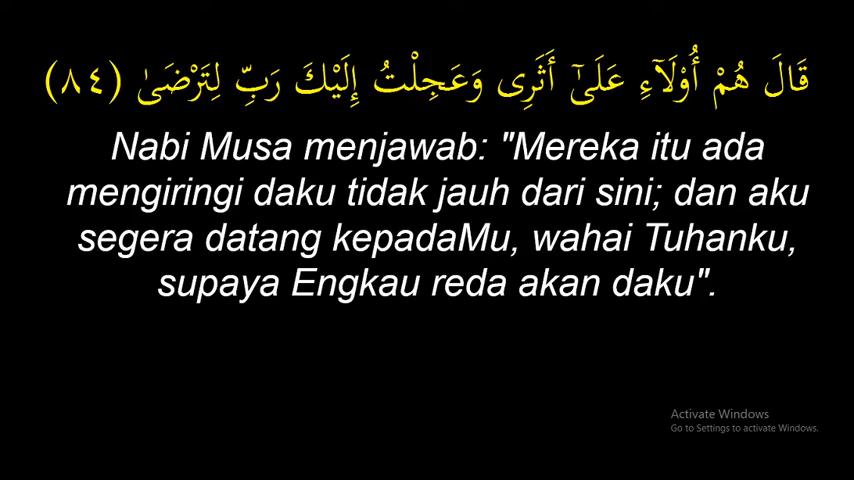 قَالَ هُمْ أُو۟لَآءِ عَلَىٰٓ أَثَرِى وَعَجِلْتُ إِلَيْكَ رَبِّ لِتَرْضَىٰ (٨٤)
Nabi Musa menjawab: "Mereka itu ada
mengiringi daku tidak jauh dari sini; dan aku
segera datang kepadaMu, wahai Tuhanku,
supaya Engkau reda akan daku".
Activate Windows
Go to Settings to activate Windows.